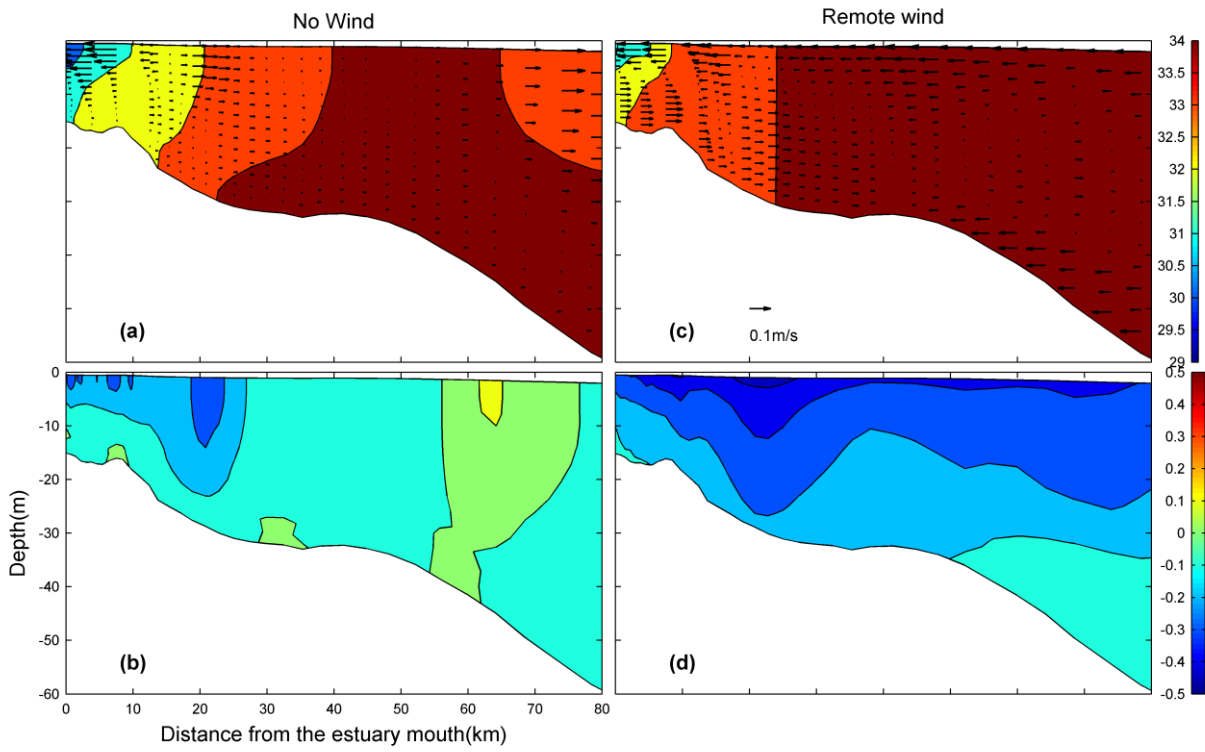 No Wind
Remote wind
(a)
(c)
0.1m/s
34
33.5
33
32.5
32
31.5
31
30.5
30
29.5
29
0
-10
-20
-30
-40
-50
-60
Depth(m)
(b)
(d)
0.5
0.4
0.3
0.2
0.1
0
-0.1
-0.2
-0.3
-0.4
-0.5
0 10 20 30 40 50 60 70 80
Distance from the estuary mouth(km)